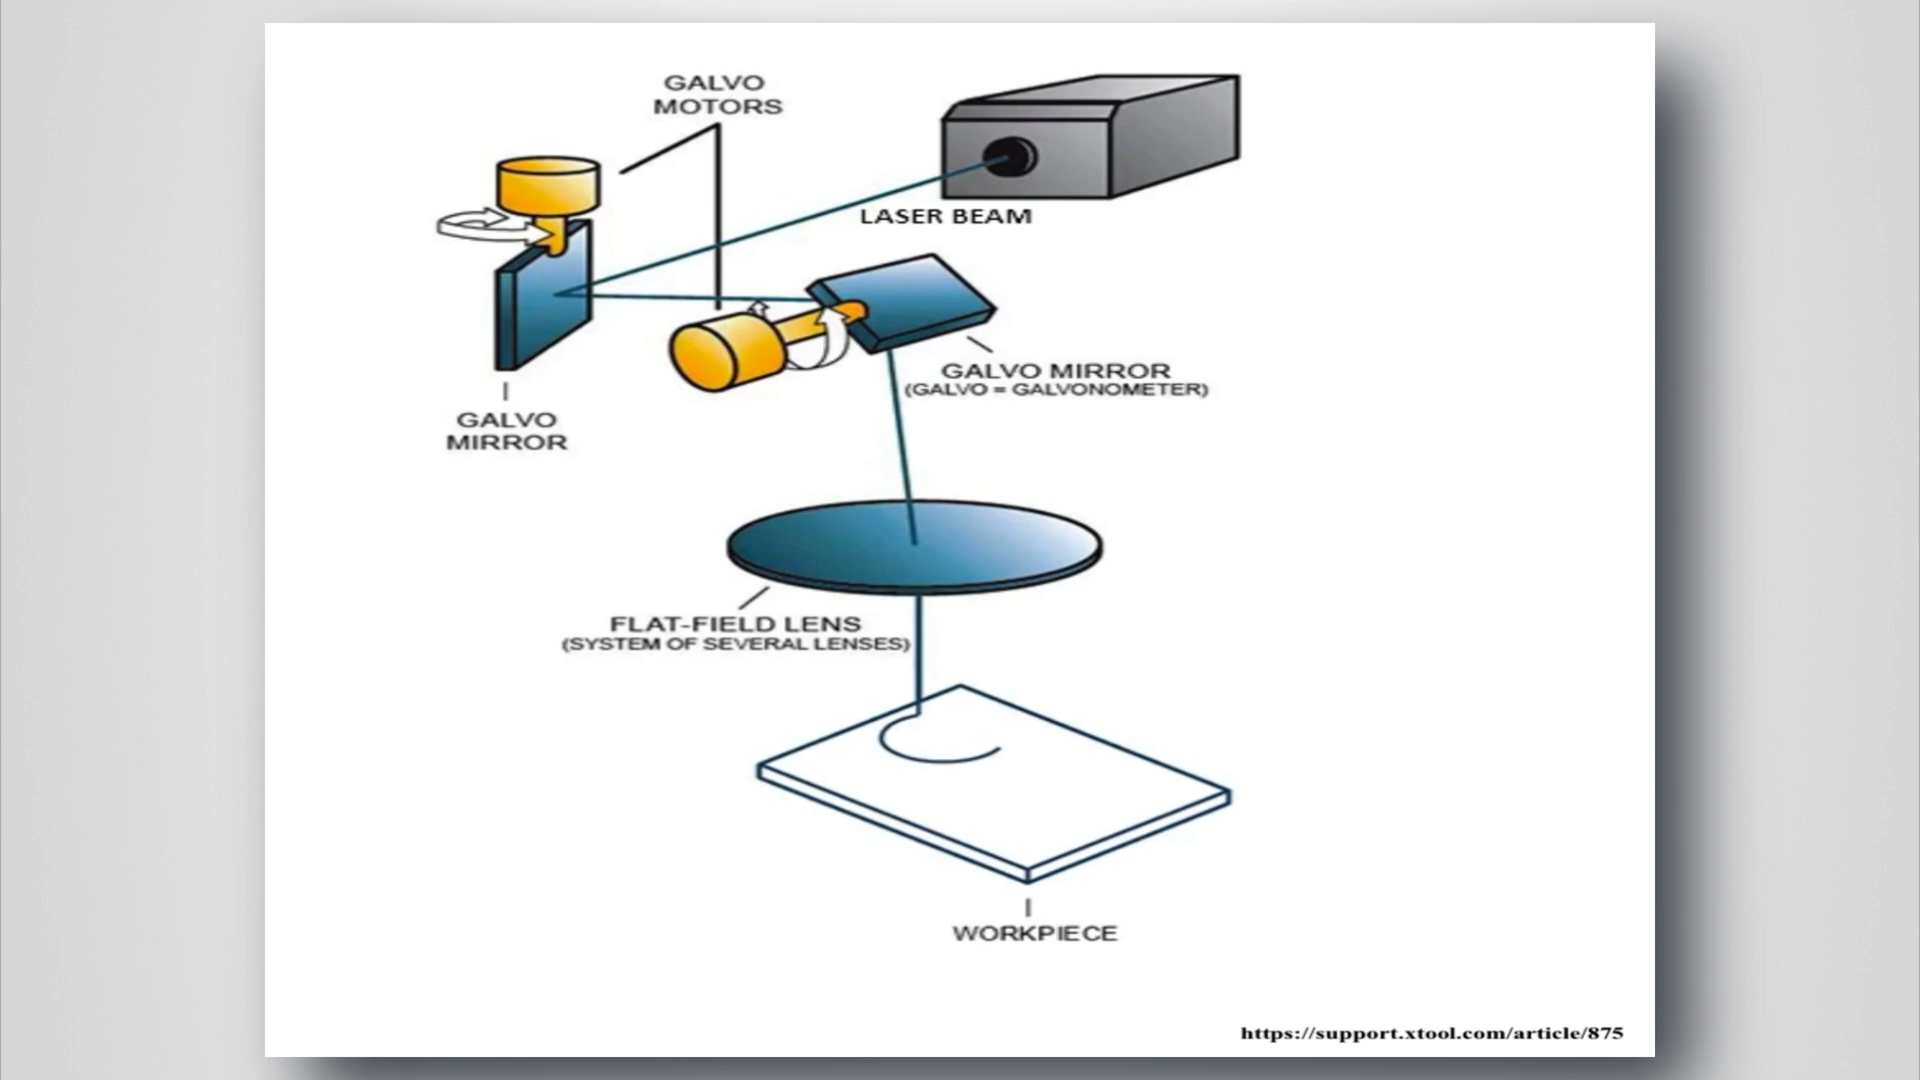 GALVO
MOTORS
LASER BEAM
GALVO MIRROR
(GALVO = GALVONOMETER)
GALVO
MIRROR
FLAT-FIELD LENS
(SYSTEM OF SEVERAL LENSES)
WORKPIECE
https://support.xtool.com/article/875